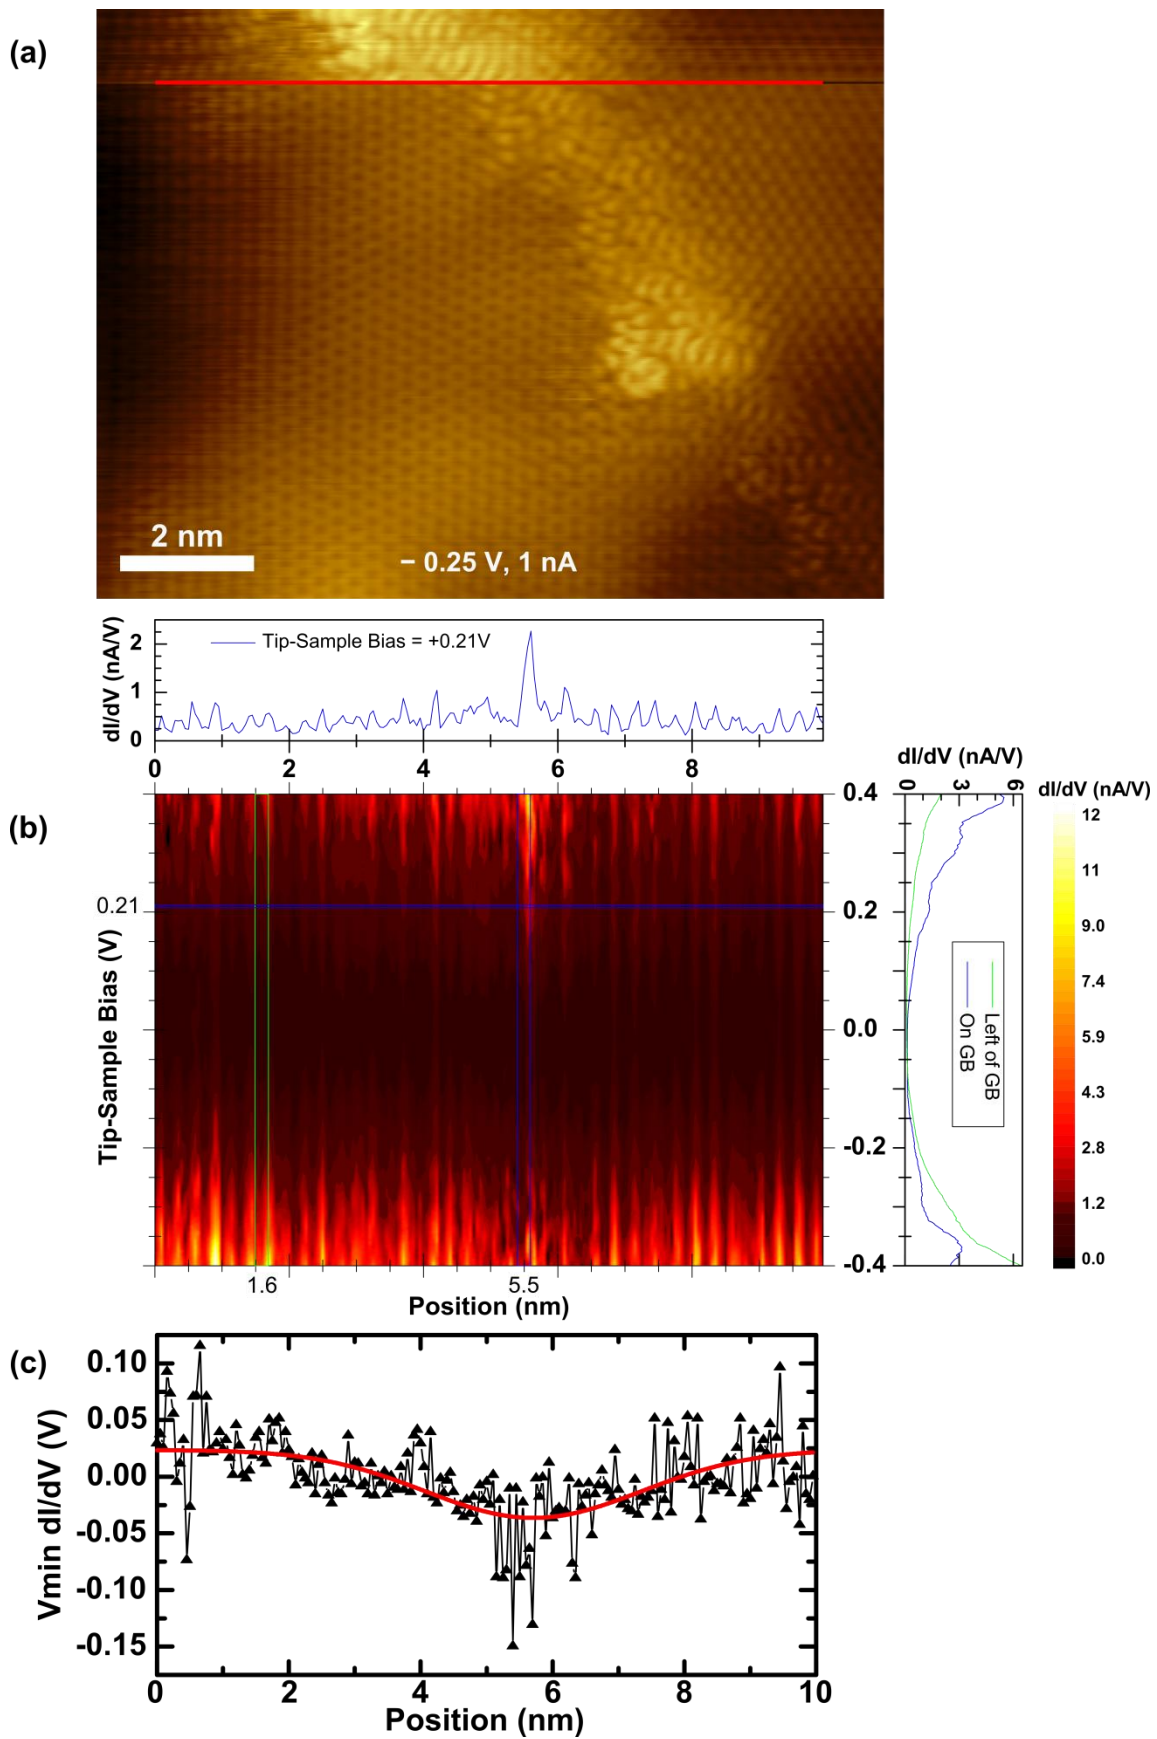 (a)
2 nm
− 0.25 V, 1 nA
dI/dV (nA/V)
2
1
0
Tip-Sample Bias = +0.21V
0 2 4 6 8
(b)
Tip-Sample Bias (V)
0.21
0.4
0.2
0.0
-0.2
-0.4
1.6 5.5
Position (nm)
dI/dV (nA/V)
0 3 6
Left of GB
On GB
dI/dV (nA/V)
12
11
9.0
7.4
5.9
4.3
2.8
1.2
0.0
(c)
Vmin dI/dV (V)
0.10
0.05
0.00
-0.05
-0.10
-0.15
0 2 4 6 8 10
Position (nm)